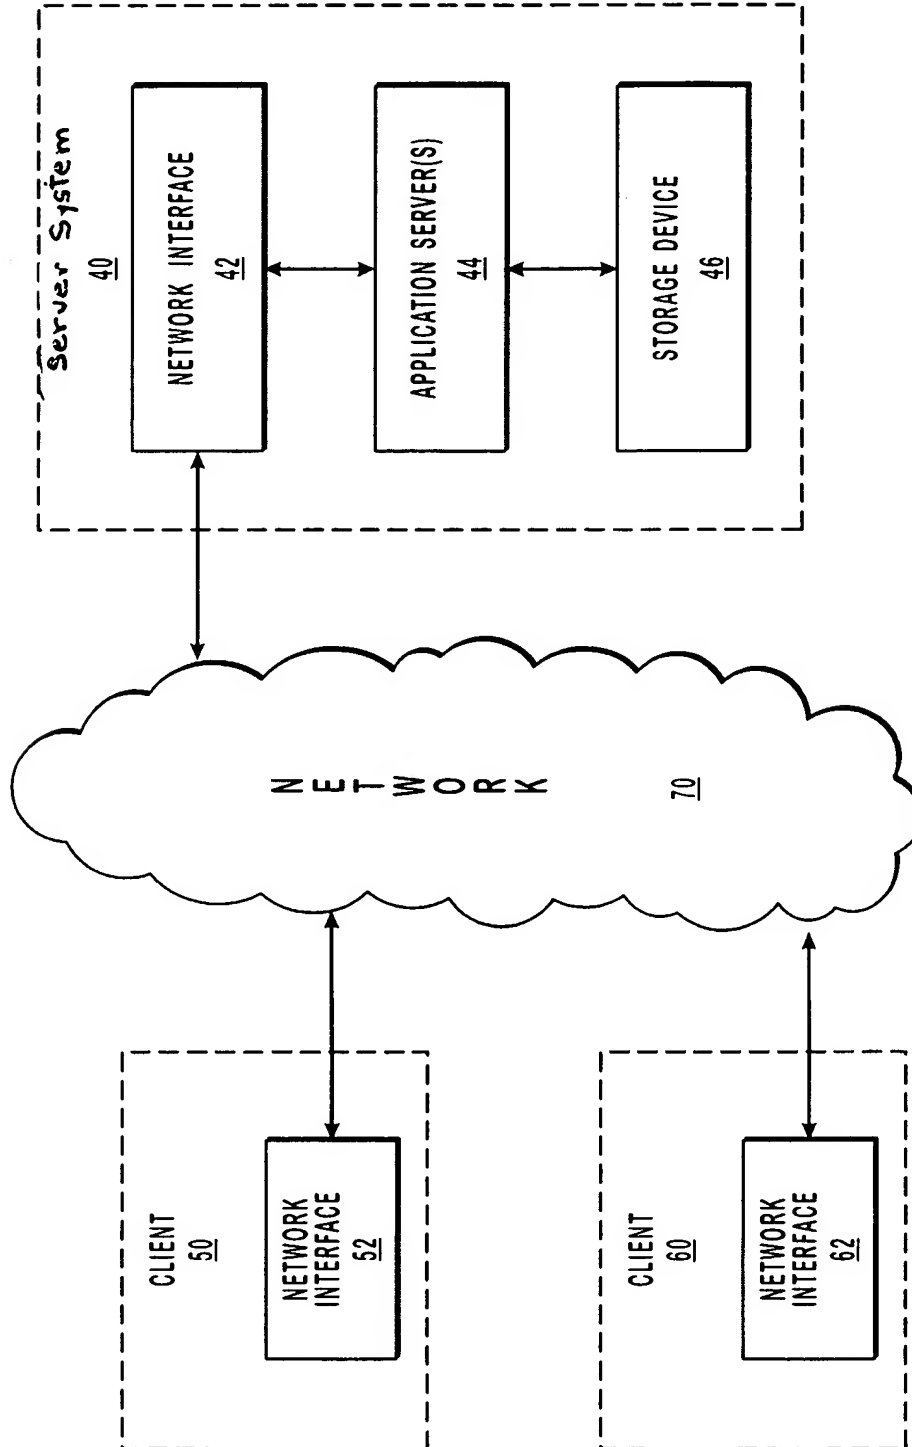 Server System
40
NETWORK INTERFACE
42
APPLICATION SERVER(S)
44
STORAGE DEVICE
46
NETWORK
70
CLIENT
50
NETWORK
INTERFACE
52
CLIENT
60
NETWORK
INTERFACE
62